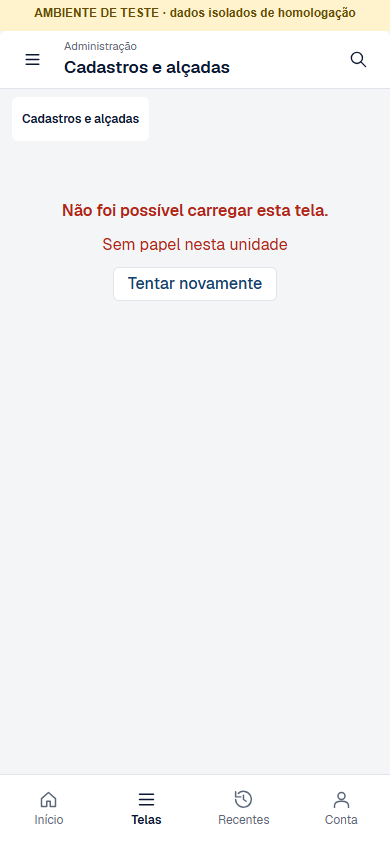 AMBIENTE DE TESTE · dados isolados de homologação
Administração
Cadastros e alçadas
Cadastros e alçadas
Não foi possível carregar esta tela.
Sem papel nesta unidade
Tentar novamente
Início
Telas
Recentes
Conta